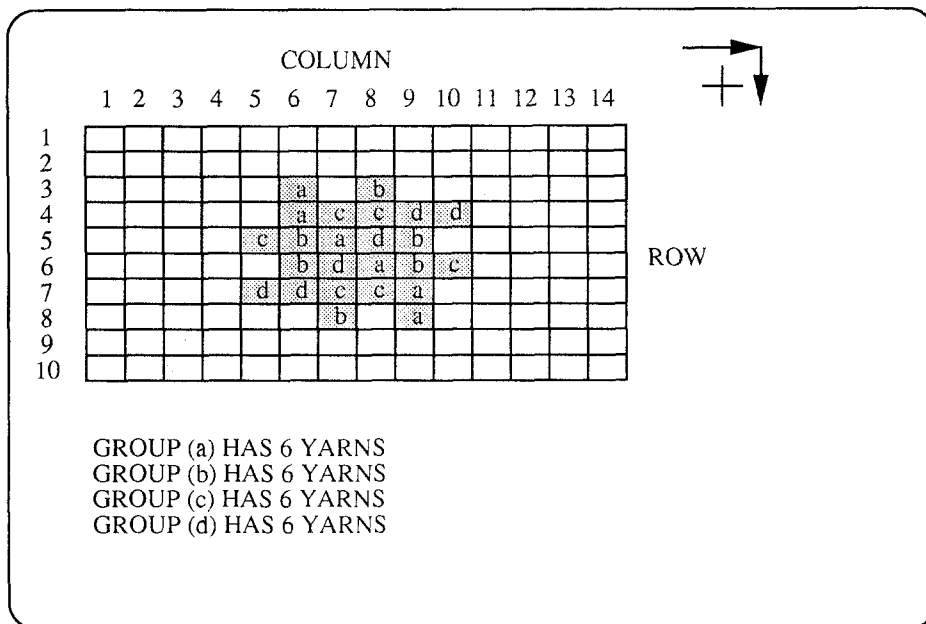 COLUMN
1 2 3 4 5 6 7 8 9 10 11 12 13 14
1
2
3 a b
4 a c c d d
5 c b a d b
6 b d a b c
ROW
7 d d c c a
8 b a
9
10
GROUP (a) HAS 6 YARNS
GROUP (b) HAS 6 YARNS
GROUP (c) HAS 6 YARNS
GROUP (d) HAS 6 YARNS